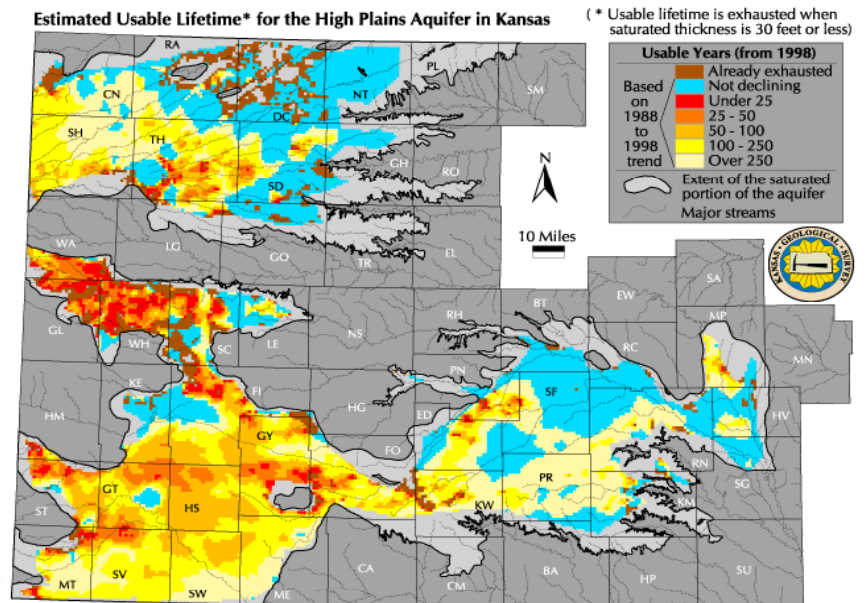 Estimated Usable Lifetime* for the High Plains Aquifer in Kansas
( * Usable lifetime is exhausted when
saturated thickness is 30 feet or less)
Usable Years (from 1998)
Based
on
1988
to
1998
trend
Already exhausted
Not declining
Under 25
25 - 50
50 - 100
100 - 250
Over 250
Extent of the saturated
portion of the aquifer
Major streams
N
10 Miles
KANSAS GEOLOGICAL SURVEY
RA
PL
CN
NT
SM
DC
SH
TH
GH
RO
SD
WA
LG
GO
TR
EL
SA
BT
EW
MP
GL
WH
SC
LE
NS
RH
RC
MN
KE
FI
PN
SF
HM
HG
ED
HV
GY
FO
RN
GT
HS
PR
SG
ST
KW
KM
MT
SV
SW
ME
CA
CM
BA
HP
SU